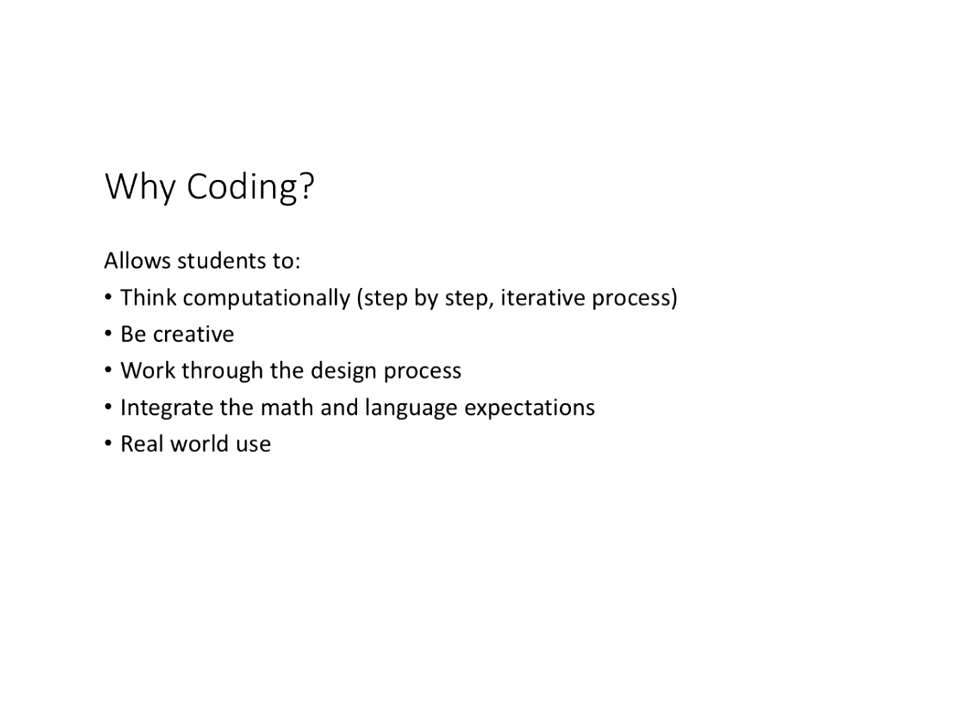 Why Coding?
Allows students to:
• Think computationally (step by step, iterative process)
• Be creative
• Work through the design process
• Integrate the math and language expectations
• Real world use